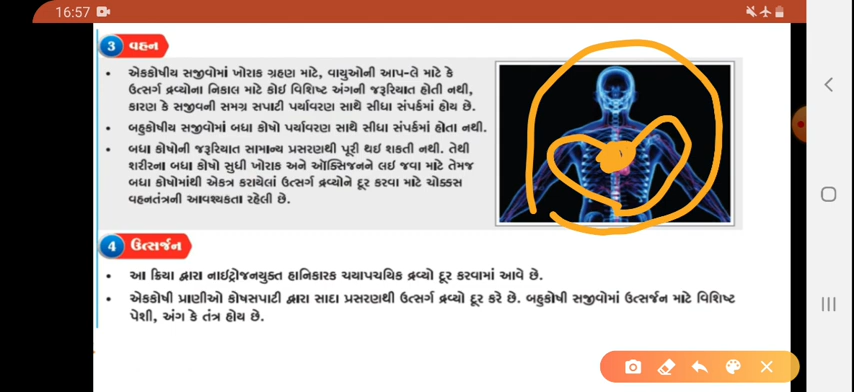 16:57
3 વહન
• એકકોષીય સજીવોમાં ખોરાક ગ્રહણ માટે, વાયુઓની આપ-લે માટે કે
ઉત્સર્ગ દ્રવ્યોના નિકાલ માટે કોઇ વિશિષ્ટ અંગની જરૂરિયાત હોતી નથી,
કારણ કે સજીવની સમગ્ર સપાટી પર્યાવરણ સાથે સીધા સંપર્કમાં હોય છે.
• બહુકોષીય સજીવોમાં બધા કોષો પર્યાવરણ સાથે સીધા સંપર્કમાં હોતા નથી.
• બધા કોષોની જરૂરિયાત સામાન્ય પ્રસરણથી પૂરી થઇ શકતી નથી. તેથી
શરીરના બધા કોષો સુધી ખોરાક અને ઑક્સિજનને લઇ જવા માટે તેમજ
બધા કોષોમાંથી એકત્ર કરાયેલાં ઉત્સર્ગ દ્રવ્યોને દૂર કરવા માટે ચોક્કસ
વહનતંત્રની આવશ્યકતા રહેલી છે.
4 ઉત્સર્જન
• આ ક્રિયા દ્વારા નાઈટ્રોજનયુક્ત હાનિકારક ચયાપચયિક દ્રવ્યો દૂર કરવામાં આવે છે.
• એકકોષી પ્રાણીઓ કોષસપાટી દ્વારા સાદા પ્રસરણથી ઉત્સર્ગ દ્રવ્યો દૂર કરે છે. બહુકોષી સજીવોમાં ઉત્સર્જન માટે વિશિષ્ટ
પેશી, અંગ કે તંત્ર હોય છે.